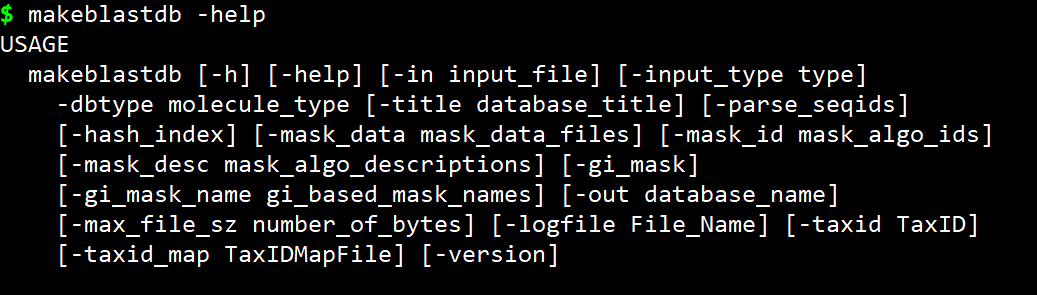 $ makeblastdb -help
USAGE
makeblastdb [-h] [-help] [-in input_file] [-input_type type]
-dbtype molecule_type [-title database_title] [-parse_seqids]
[-hash_index] [-mask_data mask_data_files] [-mask_id mask_algo_ids]
[-mask_desc mask_algo_descriptions] [-gi_mask]
[-gi_mask_name gi_based_mask_names] [-out database_name]
[-max_file_sz number_of_bytes] [-logfile File_Name] [-taxid TaxID]
[-taxid_map TaxIDMapFile] [-version]